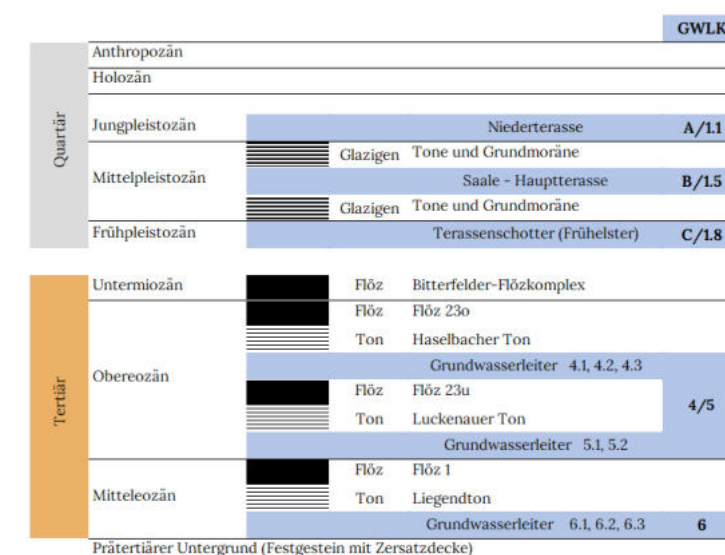 GWLK
Anthropozän
Holozän
Quartär
Jungpleistozän Niederterasse A/1.1
Glazigen Tone und Grundmoräne
Mittelpleistozän Saale - Hauptterasse B/1.5
Glazigen Tone und Grundmoräne
Frühpleistozän Terassenschotter (Frühelster) C/1.8
Untermiozän Flöz Bitterfelder-Flözkomplex
Flöz Flöz 23o
Ton Haselbacher Ton
Grundwasserleiter 4.1, 4.2, 4.3
Obereozän
Flöz Flöz 23u
Tertiär
4/5
Ton Luckenauer Ton
Grundwasserleiter 5.1, 5.2
Flöz Flöz 1
Mitteleozän Ton Liegendton
Grundwasserleiter 6.1, 6.2, 6.3 6
Prätertiärer Untergrund (Festgestein mit Zersatzdecke)